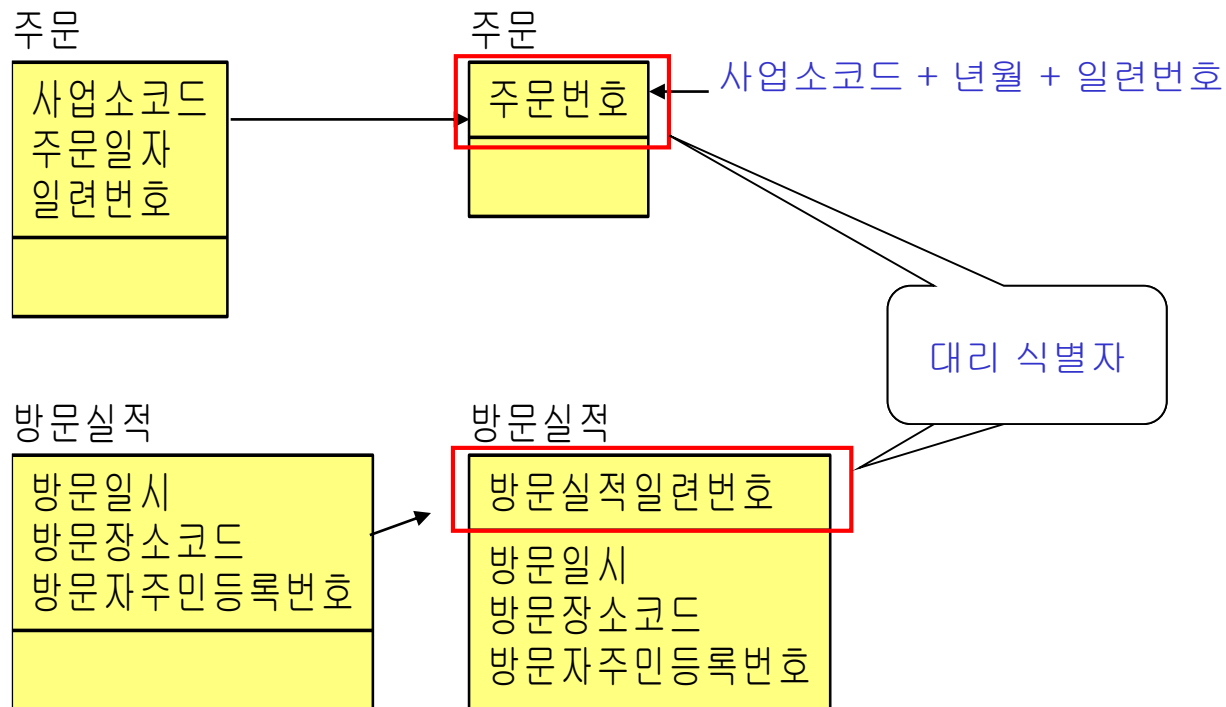 주문
사업소코드
주문일자
일련번호
주문
주문번호
사업소코드 + 년월 + 일련번호
대리 식별자
방문실적
방문일시
방문장소코드
방문자주민등록번호
방문실적
방문실적일련번호
방문일시
방문장소코드
방문자주민등록번호